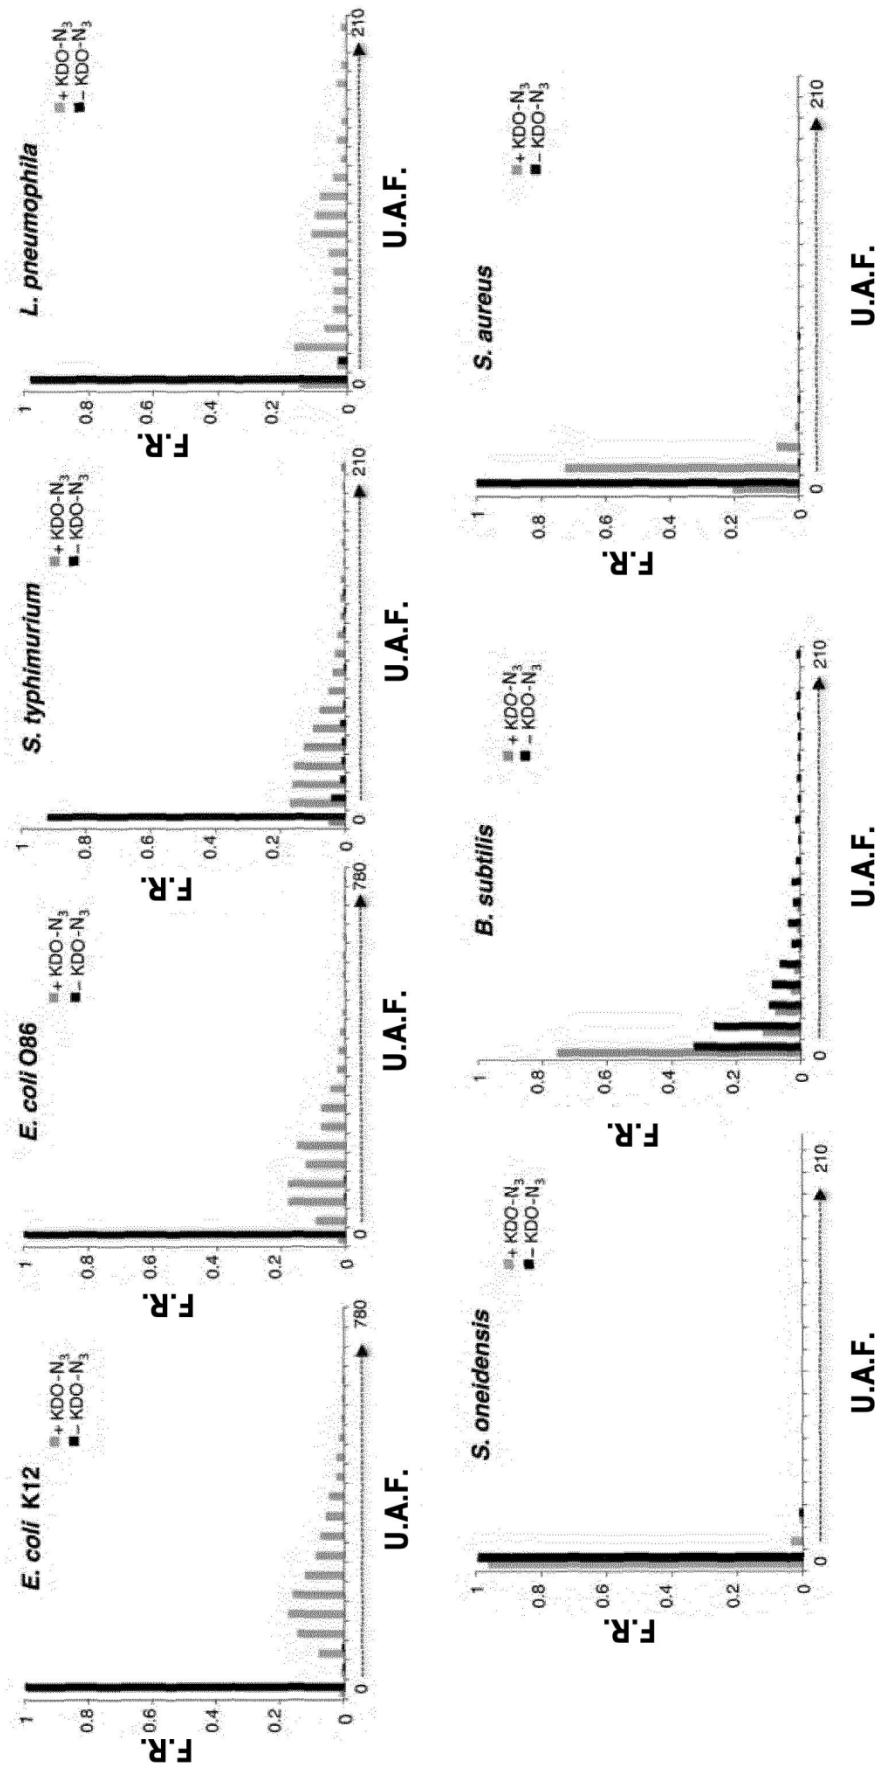 E. coli K12
+ KDO-N3
– KDO-N3
F.R.
1
0.8
0.6
0.4
0.2
0
0
780
U.A.F.
E. coli O86
+ KDO-N3
– KDO-N3
F.R.
1
0.8
0.6
0.4
0.2
0
0
780
U.A.F.
S. typhimurium
+ KDO-N3
– KDO-N3
F.R.
1
0.8
0.6
0.4
0.2
0
0
210
U.A.F.
L. pneumophila
+ KDO-N3
– KDO-N3
F.R.
1
0.8
0.6
0.4
0.2
0
0
210
U.A.F.
S. oneidensis
+ KDO-N3
– KDO-N3
F.R.
1
0.8
0.6
0.4
0.2
0
0
210
U.A.F.
B. subtilis
+ KDO-N3
– KDO-N3
F.R.
1
0.8
0.6
0.4
0.2
0
0
210
U.A.F.
S. aureus
+ KDO-N3
– KDO-N3
F.R.
1
0.8
0.6
0.4
0.2
0
0
210
U.A.F.